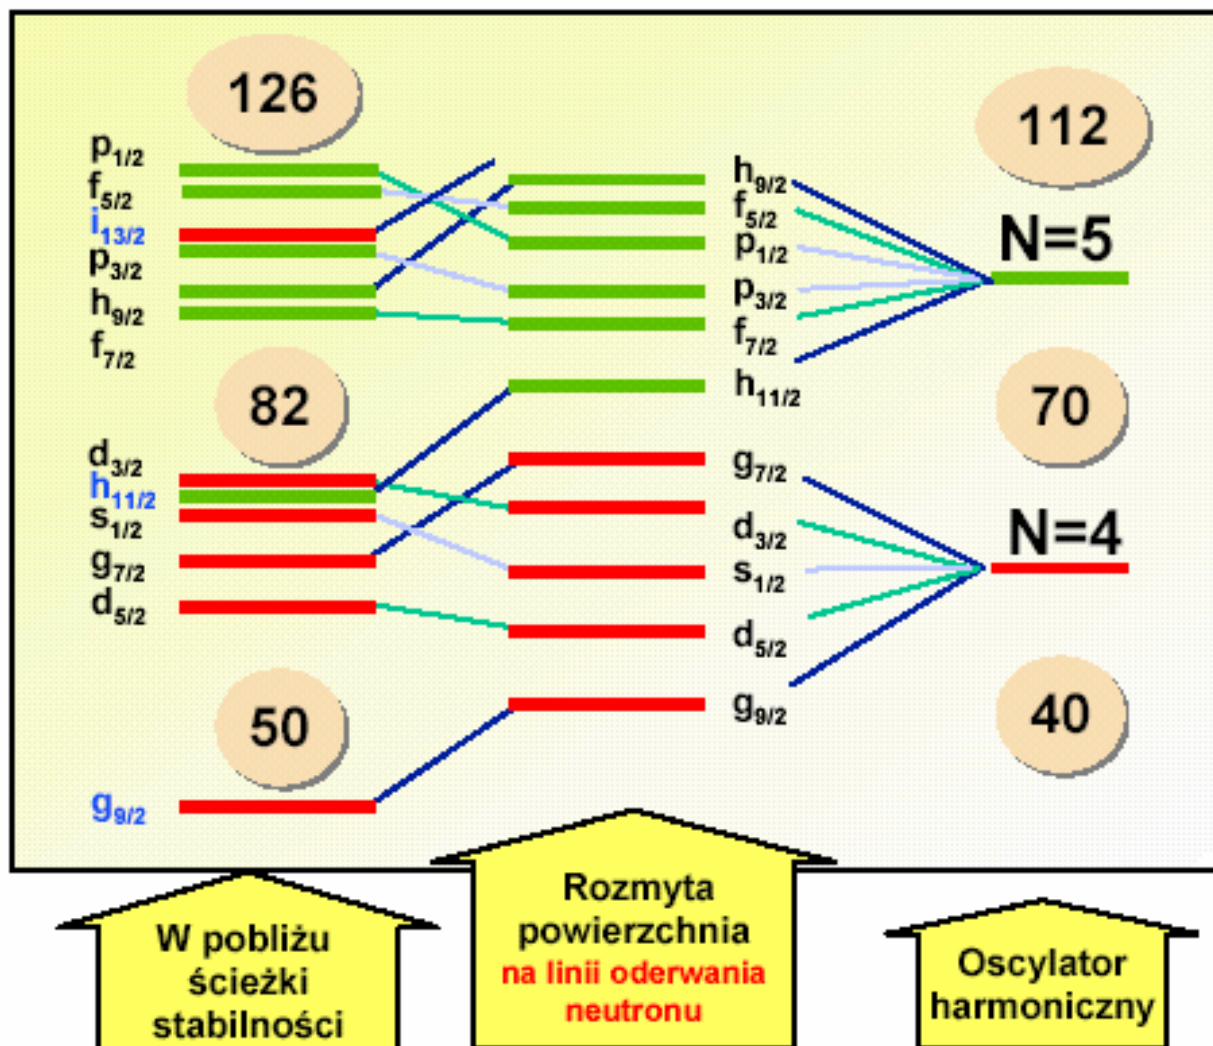 126
p1/2
f5/2
i13/2
p3/2
h9/2
f7/2
82
d3/2
h11/2
s1/2
g7/2
d5/2
50
g9/2
h9/2
f5/2
p1/2
p3/2
f7/2
h11/2
g7/2
d3/2
s1/2
d5/2
g9/2
112
N=5
70
N=4
40
W pobliżu
ścieżki
stabilności
Rozmyta
powierzchnia
na linii oderwania
neutronu
Oscylator
harmoniczny